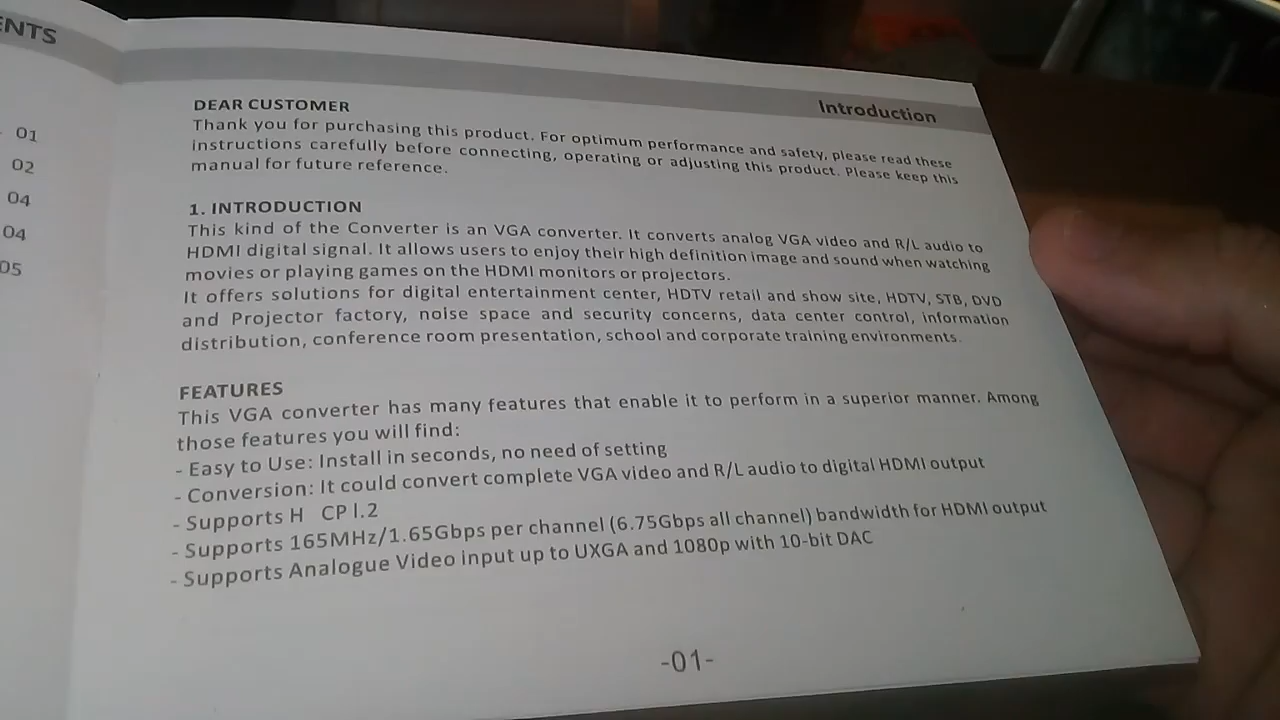 ENTS
01
02
04
04
05
Introduction
DEAR CUSTOMER
Thank you for purchasing this product. For optimum performance and safety, please read these
instructions carefully before connecting, operating or adjusting this product. Please keep this
manual for future reference.
1. INTRODUCTION
This kind of the Converter is an VGA converter. It converts analog VGA video and R/L audio to
HDMI digital signal. It allows users to enjoy their high definition image and sound when watching
movies or playing games on the HDMI monitors or projectors.
It offers solutions for digital entertainment center, HDTV retail and show site, HDTV, STB, DVD
and Projector factory, noise space and security concerns, data center control, information
distribution, conference room presentation, school and corporate training environments.
FEATURES
This VGA converter has many features that enable it to perform in a superior manner. Among
those features you will find:
- Easy to Use: Install in seconds, no need of setting
- Conversion: It could convert complete VGA video and R/L audio to digital HDMI output
- Supports H CP I.2
- Supports 165MHz/1.65Gbps per channel (6.75Gbps all channel) bandwidth for HDMI output
- Supports Analogue Video input up to UXGA and 1080p with 10-bit DAC
-01-